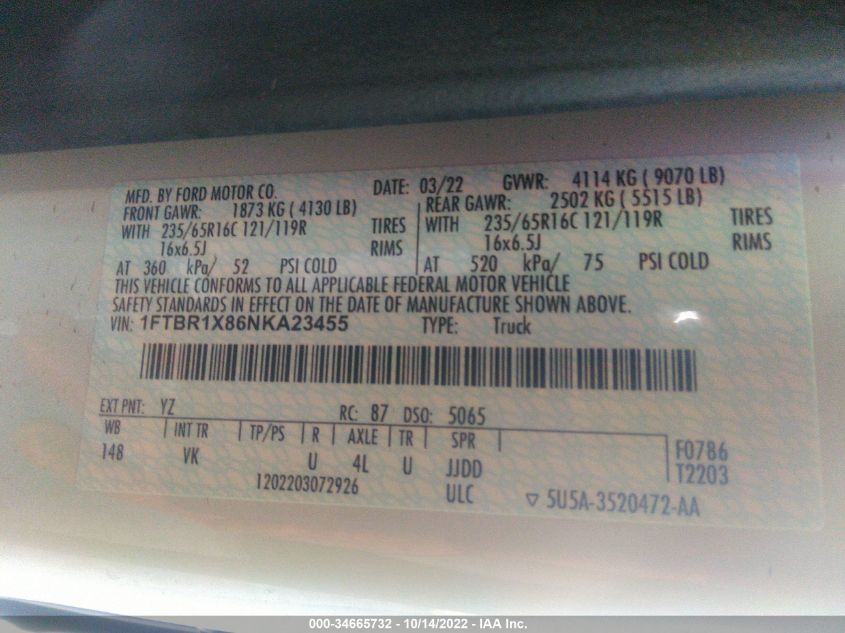 MFD. BY FORD MOTOR CO. DATE: 03/22 GVWR: 4114 KG ( 9070 LB)
FRONT GAWR: 1873 KG ( 4130 LB) REAR GAWR: 2502 KG ( 5515 LB)
WITH 235/65R16C 121/119R TIRES WITH 235/65R16C 121/119R TIRES
16x6.5J RIMS 16x6.5J RIMS
AT 360 kPa/ 52 PSI COLD AT 520 kPa/ 75 PSI COLD
THIS VEHICLE CONFORMS TO ALL APPLICABLE FEDERAL MOTOR VEHICLE
SAFETY STANDARDS IN EFFECT ON THE DATE OF MANUFACTURE SHOWN ABOVE.
VIN: 1FTBR1X86NKA23455 TYPE: Truck
EXT PNT: YZ RC: 87 DSO: 5065
WB INT TR TP/PS R AXLE TR SPR F0786
148 VK U 4L U JJDD T2203
1202203072926 ULC ▽ 5U5A-3520472-AA
000-34665732 - 10/14/2022 - IAA Inc.